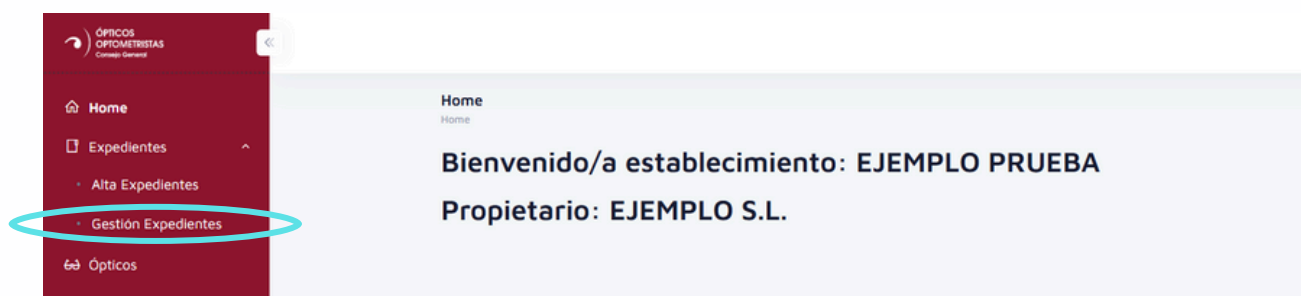 ÓPTICOS
OPTOMETRISTAS
Consejo General
Home
Expedientes
Alta Expedientes
Gestión Expedientes
Ópticos
Home
Home
Bienvenido/a establecimiento: EJEMPLO PRUEBA
Propietario: EJEMPLO S.L.